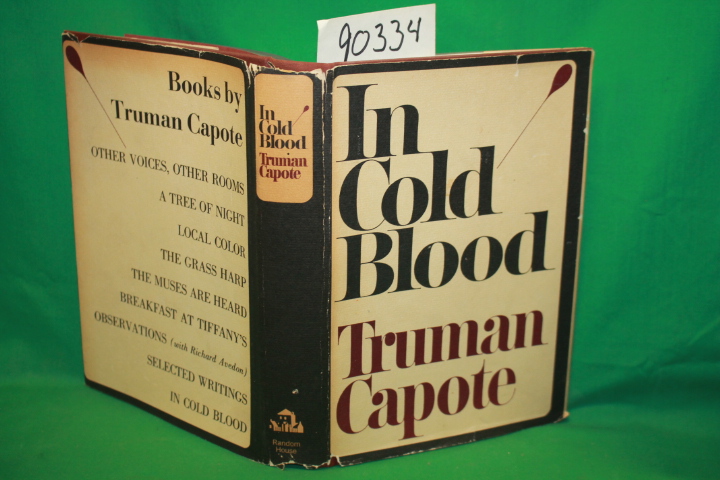 90334
Books by
Truman Capote
OTHER VOICES, OTHER ROOMS
A TREE OF NIGHT
LOCAL COLOR
THE GRASS HARP
THE MUSES ARE HEARD
BREAKFAST AT TIFFANY'S
OBSERVATIONS (with Richard Avedon)
SELECTED WRITINGS
IN COLD BLOOD
In
Cold
Blood
Truman
Capote
Random
House
In
Cold
Blood
Truman
Capote